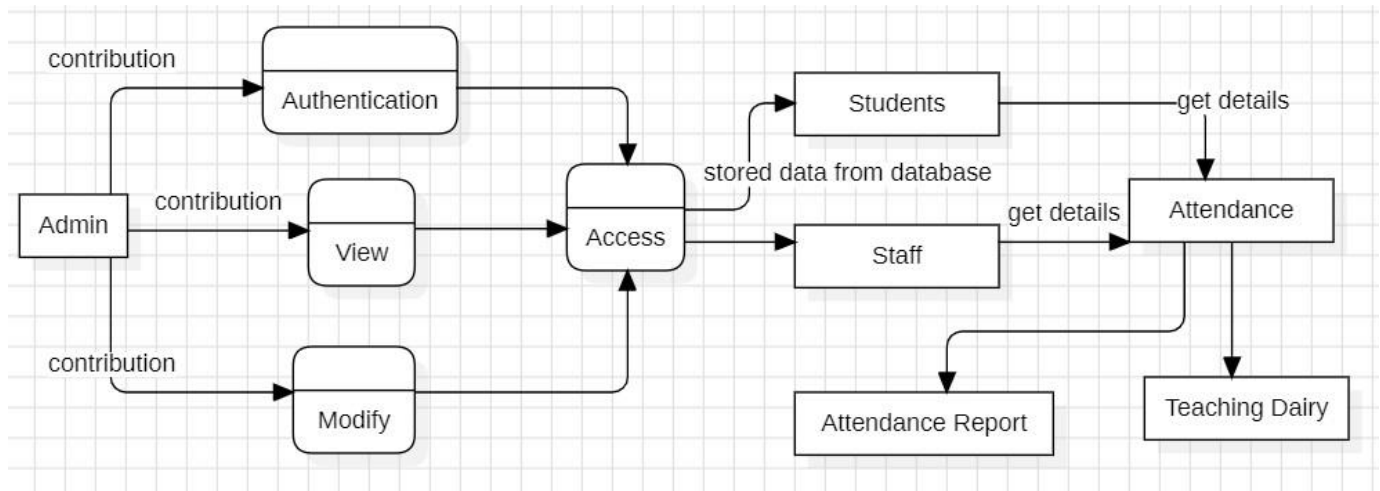 contribution
Authentication
Students
get details
stored data from database
Admin
contribution
View
Access
get details
Attendance
Staff
contribution
Modify
Attendance Report
Teaching Dairy